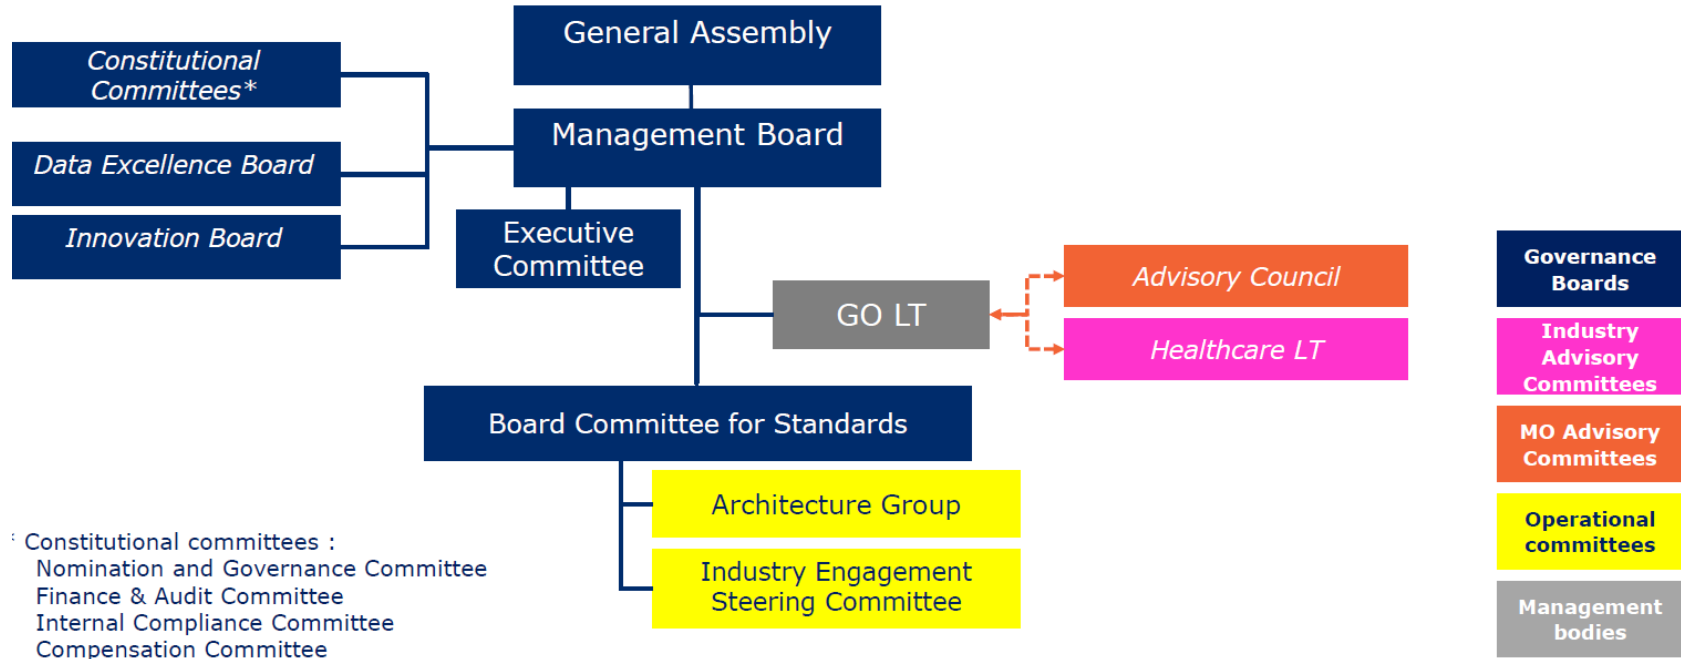 General Assembly
Constitutional
Committees*
Management Board
Data Excellence Board
Innovation Board
Executive
Committee
GO LT
Advisory Council
Healthcare LT
Board Committee for Standards
Architecture Group
Industry Engagement
Steering Committee
* Constitutional committees :
Nomination and Governance Committee
Finance & Audit Committee
Internal Compliance Committee
Compensation Committee
Governance
Boards
Industry
Advisory
Committees
MO Advisory
Committees
Operational
committees
Management
bodies